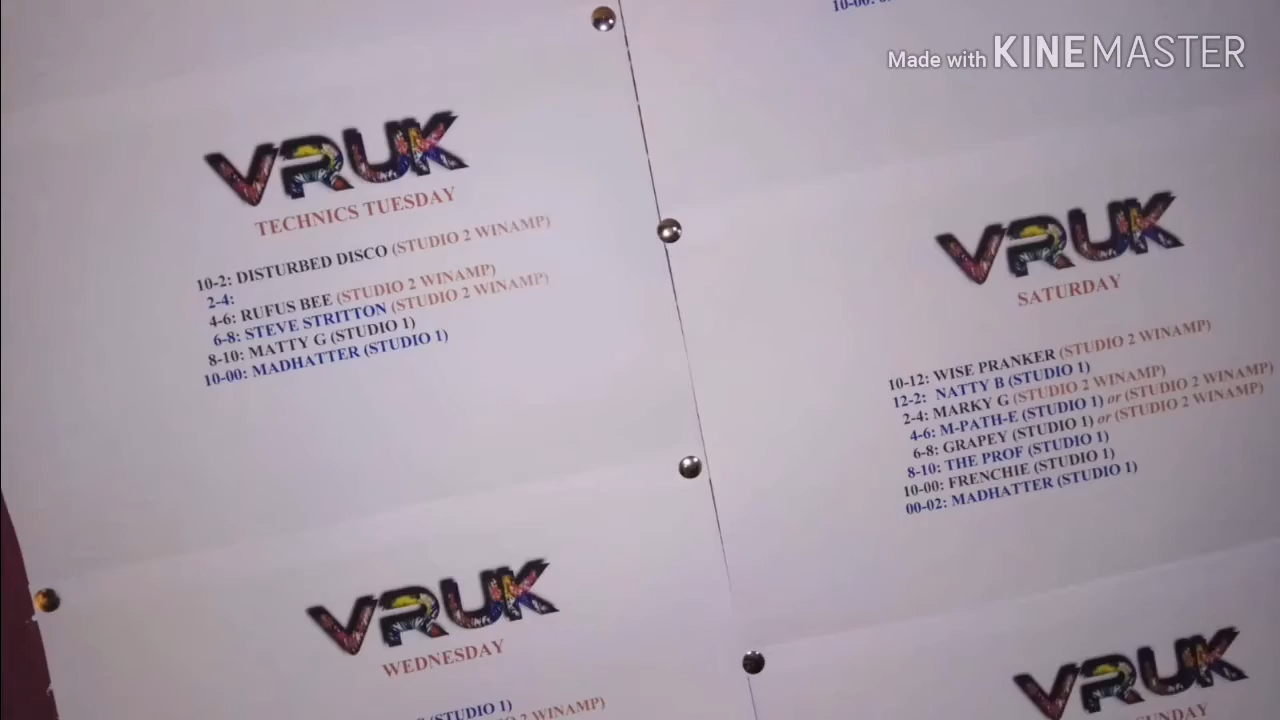 10-00:
Made with KINEMASTER
VRUK
TECHNICS TUESDAY
10-2: DISTURBED DISCO (STUDIO 2 WINAMP)
2-4:
4-6: RUFUS BEE (STUDIO 2 WINAMP)
6-8: STEVE STRITTON (STUDIO 2 WINAMP)
8-10: MATTY G (STUDIO 1)
10-00: MADHATTER (STUDIO 1)
VRUK
SATURDAY
10-12: WISE PRANKER (STUDIO 2 WINAMP)
12-2: NATTY B (STUDIO 1)
2-4: MARKY G (STUDIO 2 WINAMP)
4-6: M-PATH-E (STUDIO 1) or (STUDIO 2 WINAMP)
6-8: GRAPEY (STUDIO 1) or (STUDIO 2 WINAMP)
8-10: THE PROF (STUDIO 1)
10-00: FRENCHIE (STUDIO 1)
00-02: MADHATTER (STUDIO 1)
VRUK
WEDNESDAY
(STUDIO 1)
2 WINAMP)
VRUK
SUNDAY